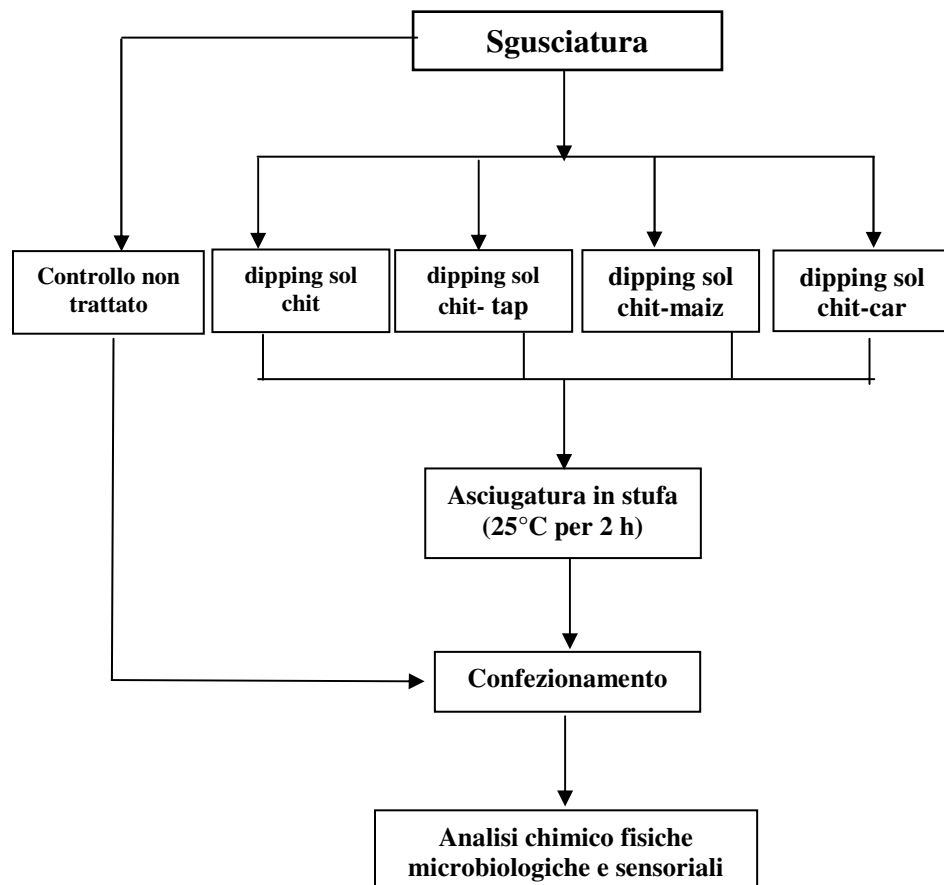 Sgusciatura
Controllo non
trattato
dipping sol
chit
dipping sol
chit- tap
dipping sol
chit-maiz
dipping sol
chit-car
Asciugatura in stufa
(25°C per 2 h)
Confezionamento
Analisi chimico fisiche
microbiologiche e sensoriali